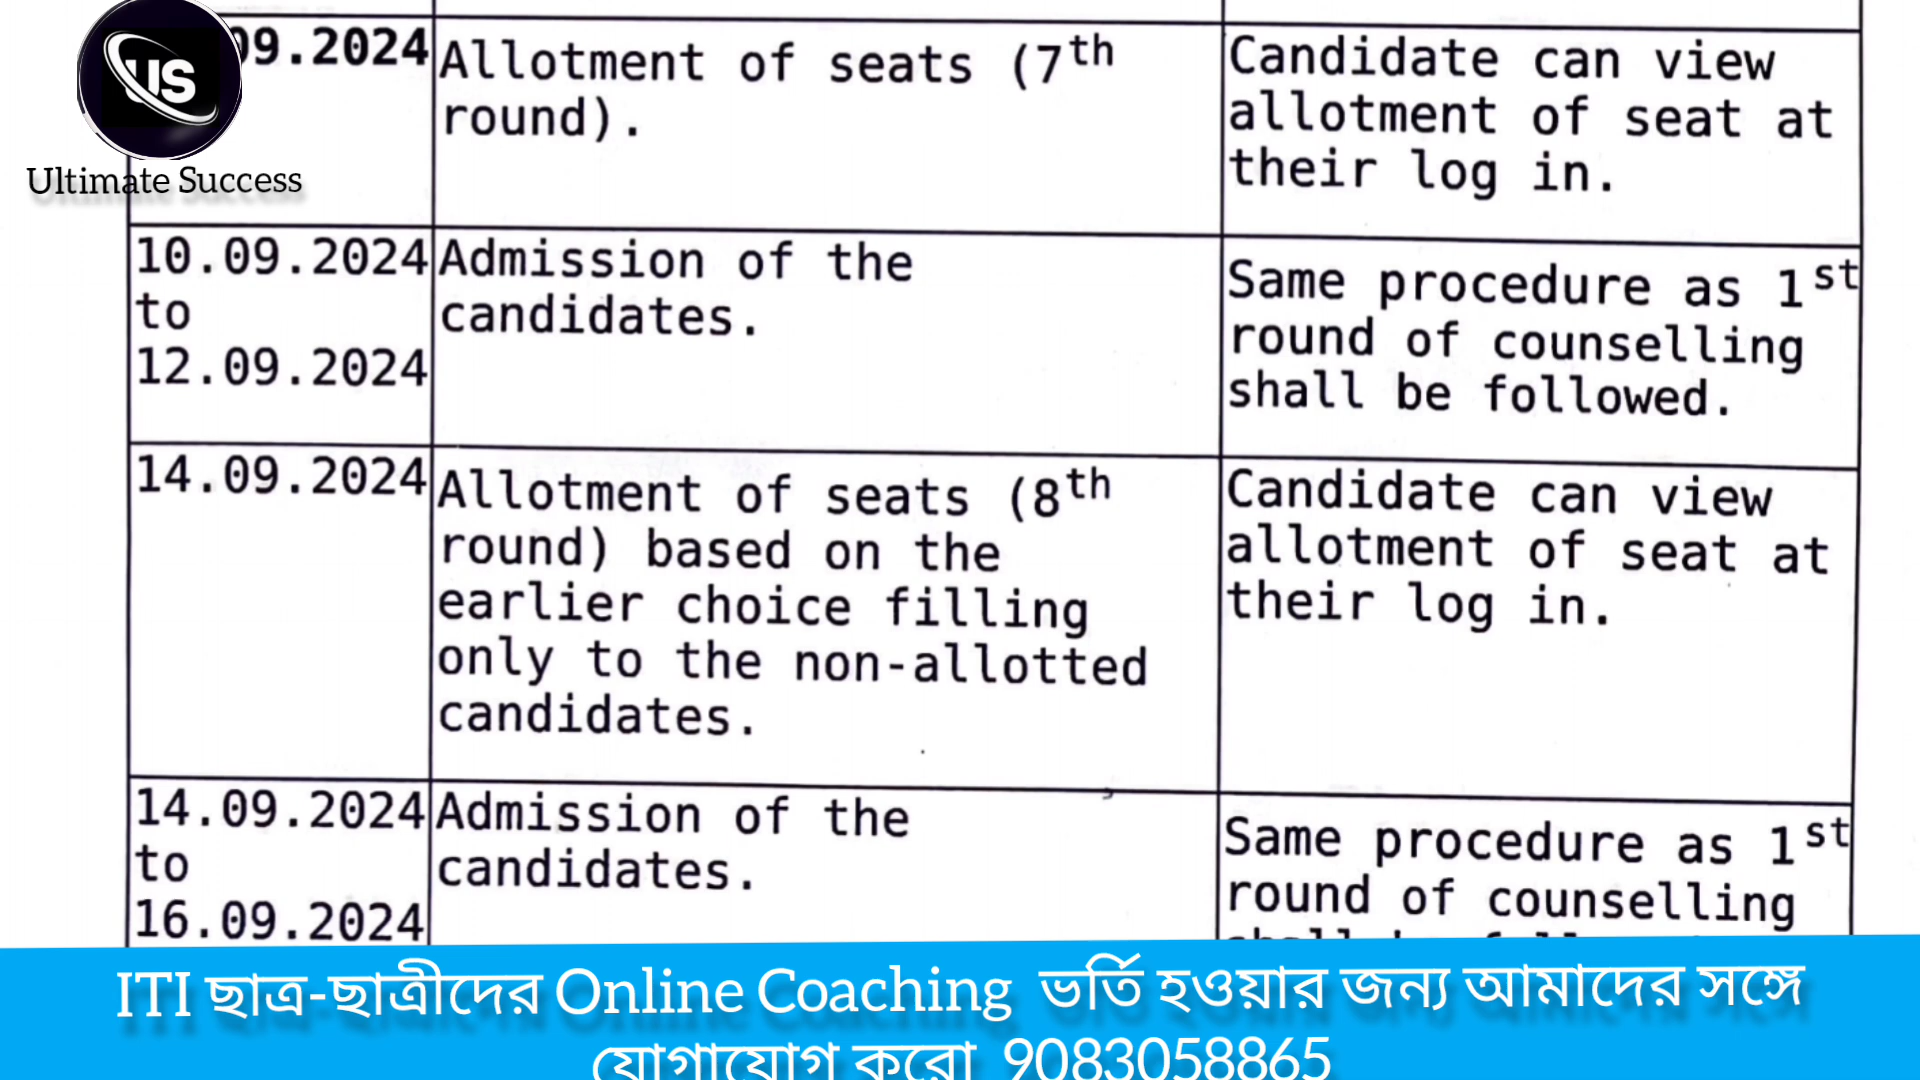 US
Ultimate Success
09.2024
Allotment of seats (7th
round).
Candidate can view
allotment of seat at
their log in.
10.09.2024
to
12.09.2024
Admission of the
candidates.
Same procedure as 1st
round of counselling
shall be followed.
14.09.2024
Allotment of seats (8th
round) based on the
earlier choice filling
only to the non-allotted
candidates.
Candidate can view
allotment of seat at
their log in.
14.09.2024
to
16.09.2024
Admission of the
candidates.
Same procedure as 1st
round of counselling
ITI ছাত্র-ছাত্রীদের Online Coaching ভর্তি হওয়ার জন্য আমাদের সঙ্গে
যোগাযোগ করো 9083058865